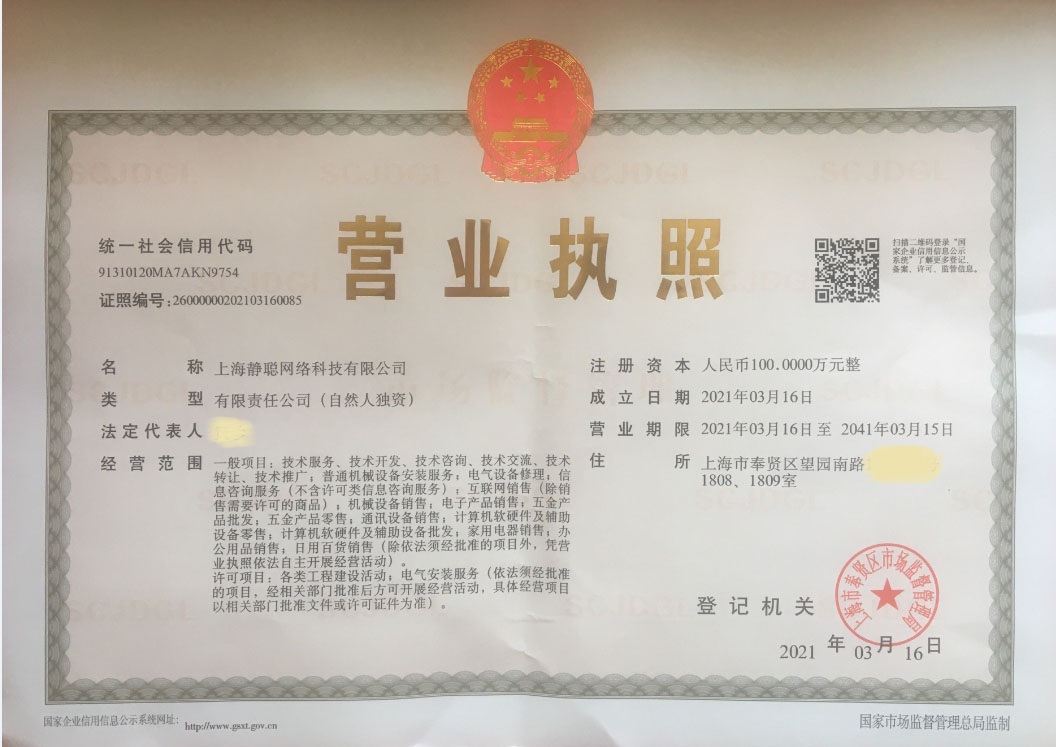 营业执照
统一社会信用代码
91310120MA7AKN9754
证照编号:26000000202103160085
扫描二维码登录“国
家企业信用信息公示
系统”了解更多登记、
备案、许可、监管信息。
名 称 上海静聪网络科技有限公司
类 型 有限责任公司(自然人独资)
法定代表人
经营范围 一般项目:技术服务、技术开发、技术咨询、技术交流、技术
转让、技术推广;普通机械设备安装服务;电气设备修理;信
息咨询服务(不含许可类信息咨询服务);互联网销售(除销
售需要许可的商品);机械设备销售;电子产品销售;五金产
品批发;五金产品零售;通讯设备销售;计算机软硬件及辅助
设备零售;计算机软硬件及辅助设备批发;家用电器销售;办
公用品销售;日用百货销售(除依法须经批准的项目外,凭营
业执照依法自主开展经营活动)。
许可项目:各类工程建设活动;电气安装服务(依法须经批准
的项目,经相关部门批准后方可开展经营活动,具体经营项目
以相关部门批准文件或许可证件为准)。
注册资本 人民币100.0000万元整
成立日期 2021年03月16日
营业期限 2021年03月16日 至 2041年03月15日
住 所 上海市奉贤区望园南路
1808、1809室
登记机关
上海市奉贤区市场监督管理局
2021 年 03 月 16 日
国家企业信用信息公示系统网址: http://www.gsxt.gov.cn
国家市场监督管理总局监制